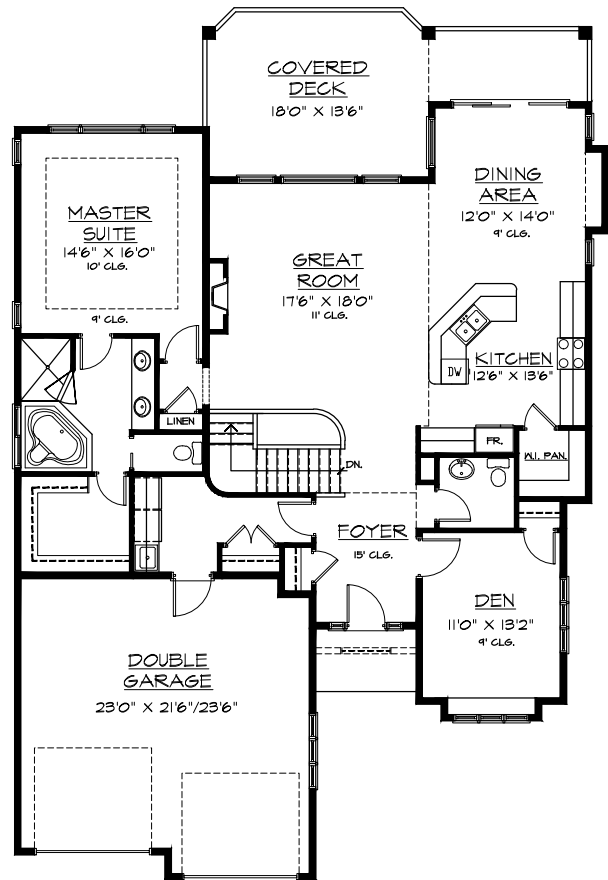 COVERED
DECK
18'0" X 13'6"
DINING
AREA
12'0" X 14'0"
9' CLG.
MASTER
SUITE
14'6" X 16'0"
10' CLG.
9' CLG.
GREAT
ROOM
17'6" X 18'0"
11' CLG.
KITCHEN
12'6" X 13'6"
DW
LINEN
FR.
W.I. PAN.
DN.
FOYER
15' CLG.
DEN
11'0" X 13'2"
9' CLG.
DOUBLE
GARAGE
23'0" X 21'6"/23'6"